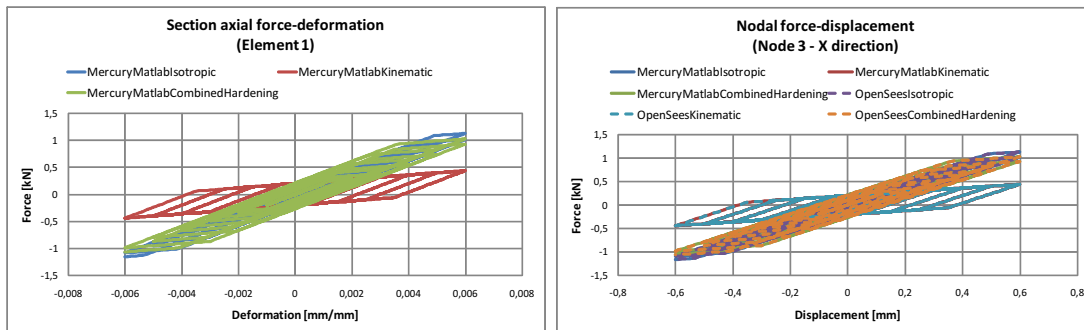 Section axial force-deformation
(Element 1)
MercuryMatlabIsotropic
MercuryMatlabKinematic
MercuryMatlabCombinedHardening
1,5
1
0,5
0
-0,5
-1
-1,5
Force [kN]
-0,008
-0,006
-0,004
-0,002
0
0,002
0,004
0,006
0,008
Deformation [mm/mm]
Nodal force-displacement
(Node 3 - X direction)
MercuryMatlabIsotropic
MercuryMatlabKinematic
MercuryMatlabCombinedHardening
OpenSeesIsotropic
OpenSeesKinematic
OpenSeesCombinedHardening
1,5
1
0,5
0
-0,5
-1
-1,5
Force [kN]
-0,8
-0,6
-0,4
-0,2
0
0,2
0,4
0,6
0,8
Displacement [mm]